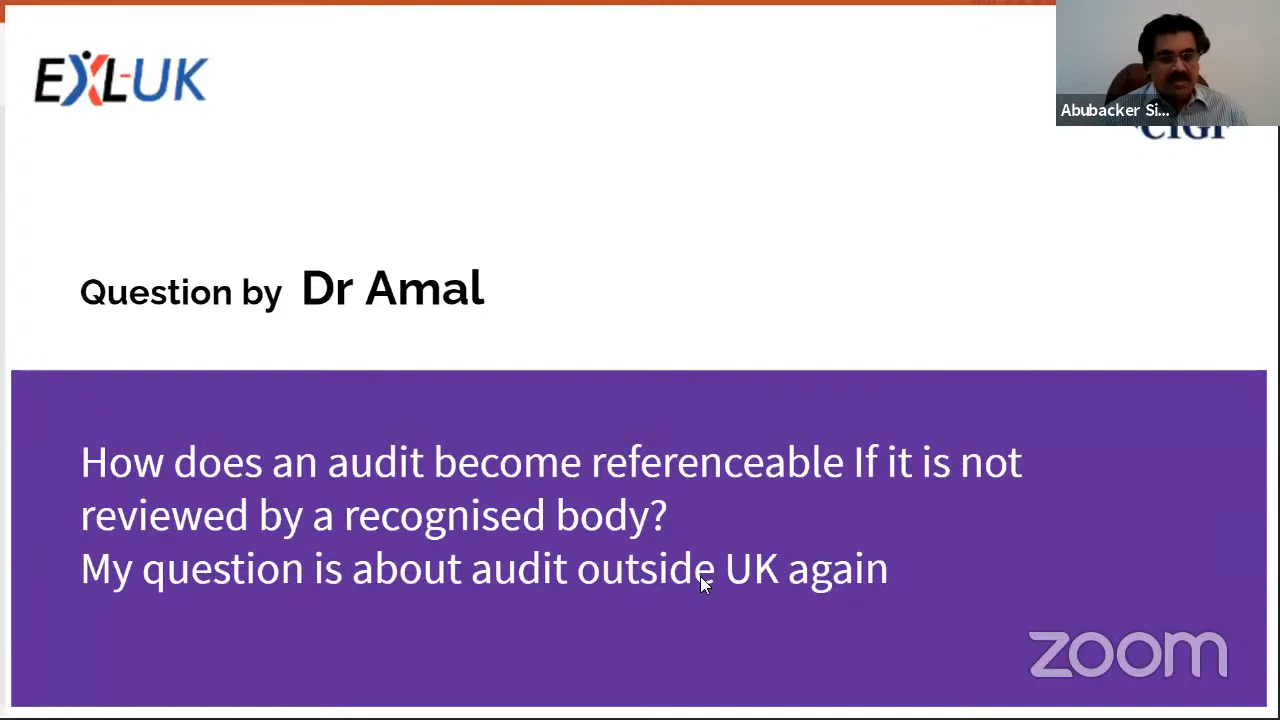 EXL-UK
Abubacker Si...
Question by Dr Amal
How does an audit become referenceable If it is not
reviewed by a recognised body?
My question is about audit outside UK again
zoom